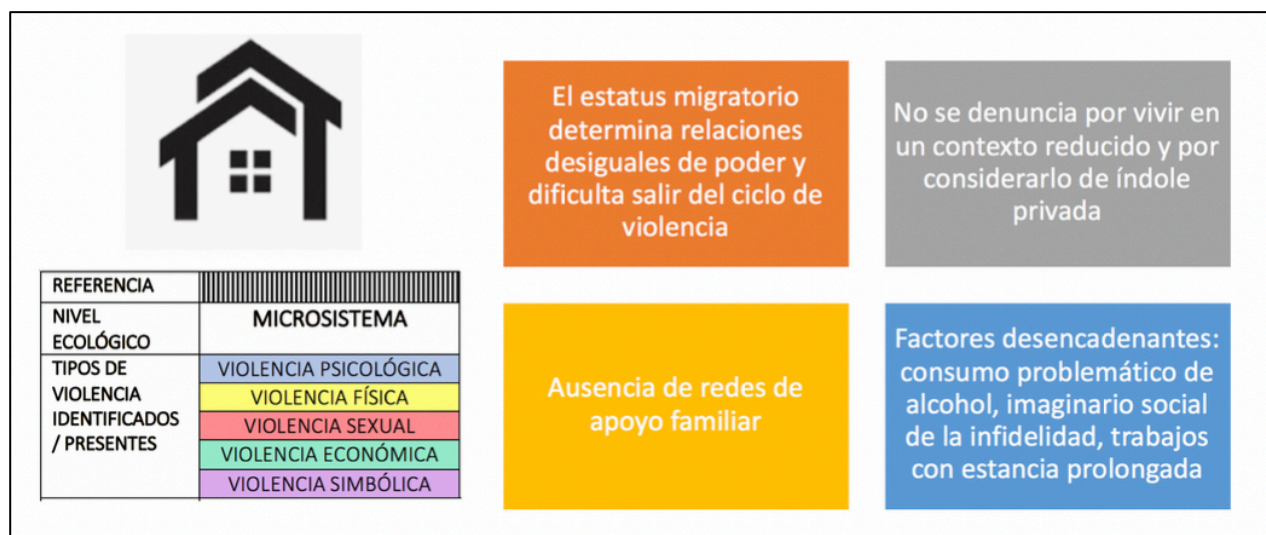 El estatus migratorio
determina relaciones
desiguales de poder y
dificulta salir del ciclo de
violencia
No se denuncia por vivir en
un contexto reducido y por
considerarlo de índole
privada
REFERENCIA
NIVEL
ECOLÓGICO
MICROSISTEMA
TIPOS DE
VIOLENCIA
IDENTIFICADOS
/ PRESENTES
VIOLENCIA PSICOLÓGICA
VIOLENCIA FÍSICA
VIOLENCIA SEXUAL
VIOLENCIA ECONÓMICA
VIOLENCIA SIMBÓLICA
Ausencia de redes de
apoyo familiar
Factores desencadenantes:
consumo problemático de
alcohol, imaginario social
de la infidelidad, trabajos
con estancia prolongada